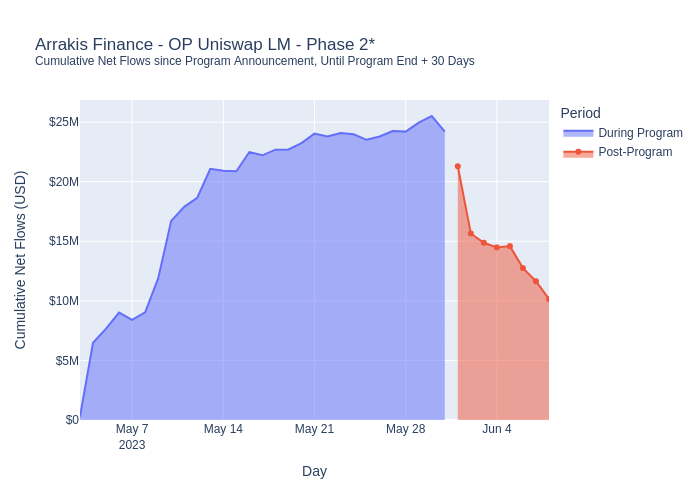 Arrakis Finance - OP Uniswap LM - Phase 2*
Cumulative Net Flows since Program Announcement, Until Program End + 30 Days
Period
During Program
Post-Program
Cumulative Net Flows (USD)
$25M
$20M
$15M
$10M
$5M
$0
May 7
2023
May 14
May 21
May 28
Jun 4
Day